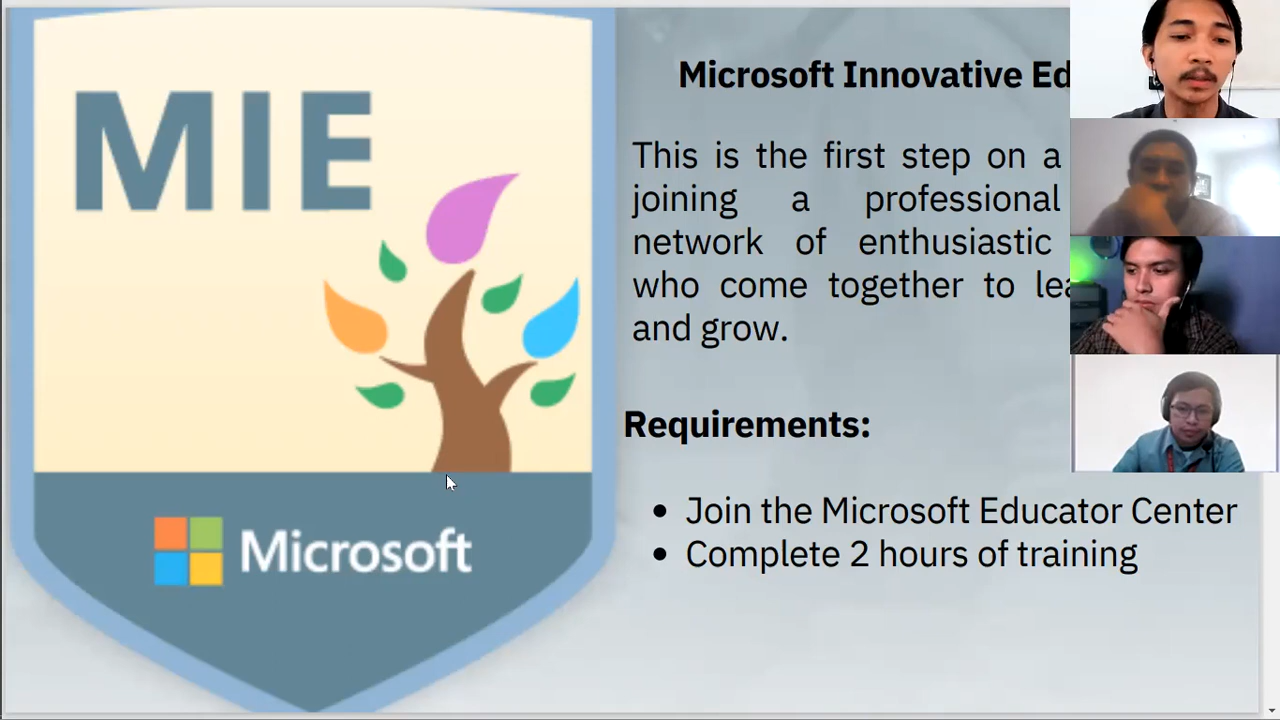 MIE
Microsoft
Microsoft Innovative Ed
This is the first step on a
joining a professional
network of enthusiastic
who come together to lea
and grow.
Requirements:
• Join the Microsoft Educator Center
• Complete 2 hours of training